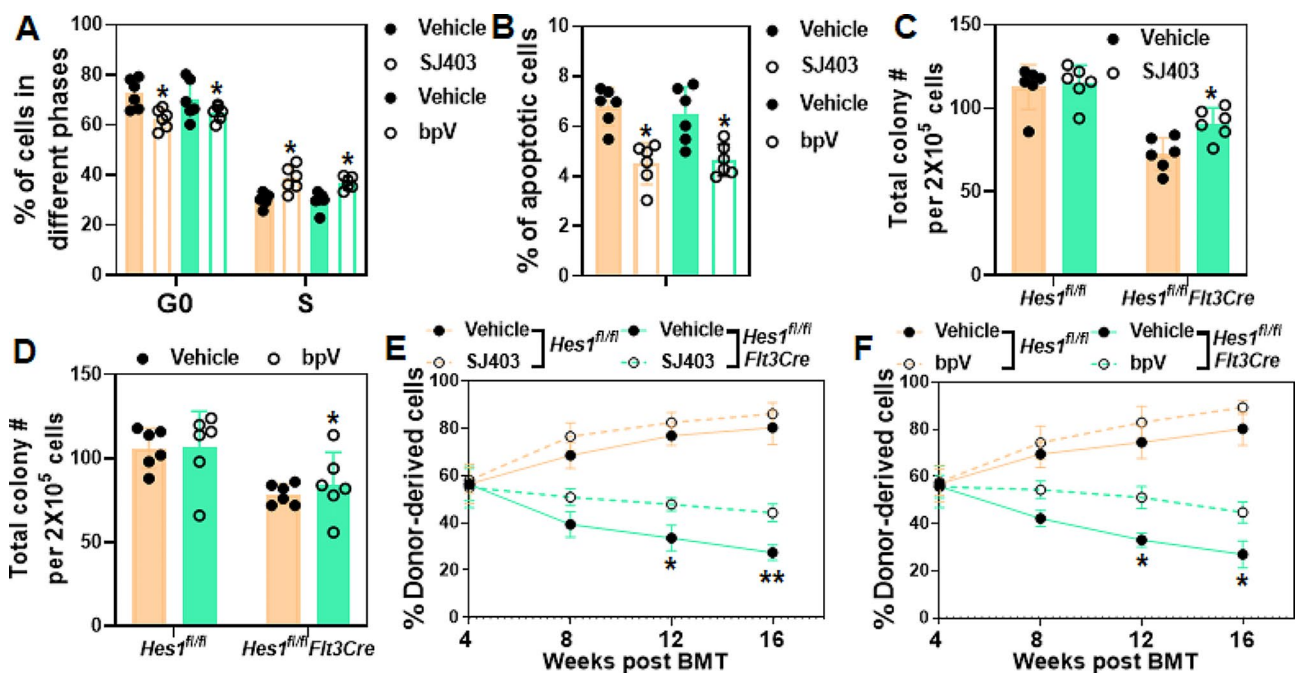 A
% of cells in
different phases
100
80
60
40
20
0
*
*
*
*
G0
S
Vehicle
SJ403
Vehicle
bpV
B
% of apoptotic cells
10
8
6
4
2
0
*
*
Vehicle
SJ403
Vehicle
bpV
C
Total colony #
per 2X10⁵ cells
150
100
50
0
Vehicle
SJ403
*
Hes1fl/fl
Hes1fl/flFlt3Cre
D
Total colony #
per 2X10⁵ cells
Vehicle
bpV
150
100
50
0
*
Hes1fl/fl
Hes1fl/flFlt3Cre
E
Vehicle
SJ403
Hes1fl/fl
Vehicle
SJ403
Hes1fl/fl
Flt3Cre
% Donor-derived cells
100
80
60
40
20
0
*
**
4
8
12
16
Weeks post BMT
F
Vehicle
bpV
Hes1fl/fl
Vehicle
bpV
Hes1fl/fl
Flt3Cre
% Donor-derived cells
100
80
60
40
20
0
*
*
4
8
12
16
Weeks post BMT